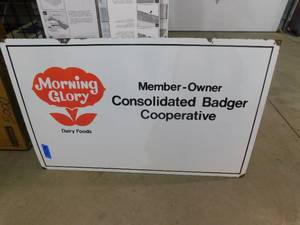 Morning
Glory
Dairy Foods
Member-Owner
Consolidated Badger
Cooperative